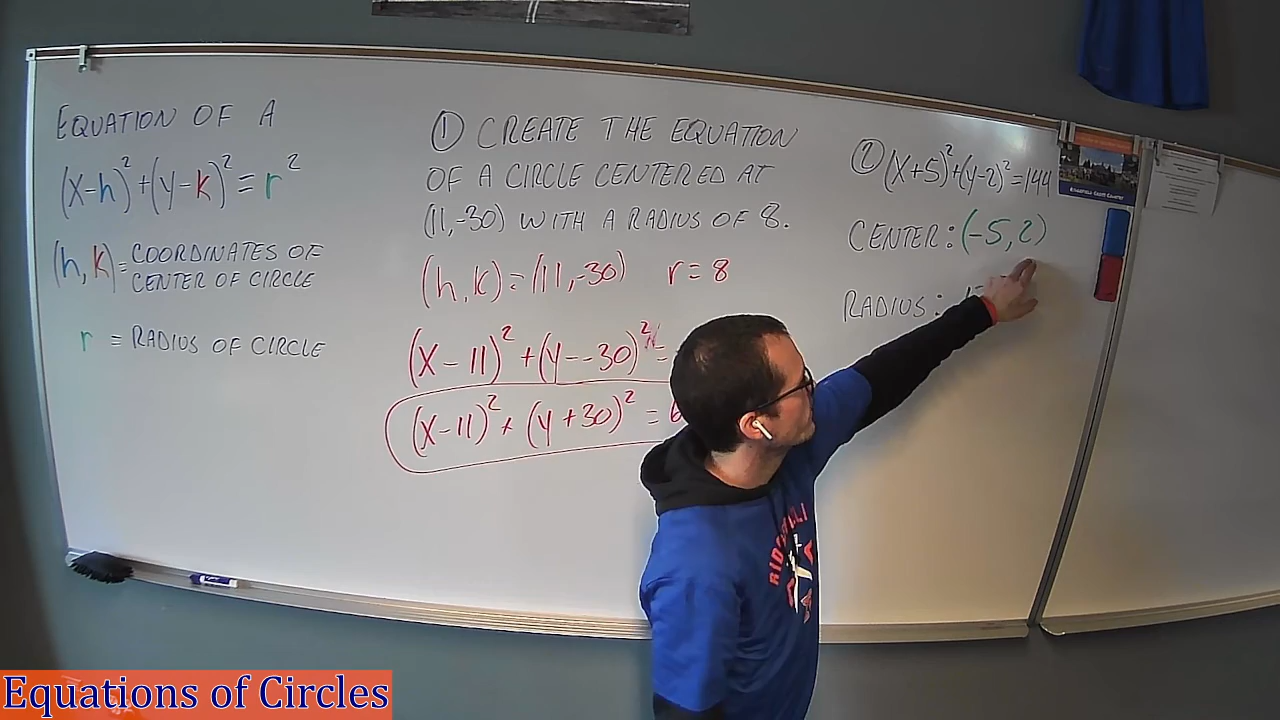 EQUATION OF A
(x-h)²+(y-k)²=r²
(h,k)= COORDINATES OF
CENTER OF CIRCLE
r = RADIUS OF CIRCLE
① CREATE THE EQUATION
OF A CIRCLE CENTERED AT
(11,-30) WITH A RADIUS OF 8.
(h,k)=(11,-30) r=8
(x-11)²+(y--30)²=
(x-11)²+(y+30)²=6
② (x+5)²+(y-2)²=144
CENTER:(-5,2)
RADIUS:
Equations of Circles